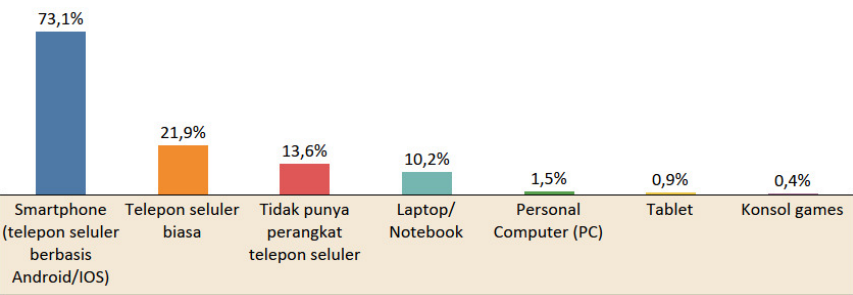 73,1%
21,9%
13,6%
10,2%
1,5%
0,9%
0,4%
Smartphone
(telepon seluler
berbasis
Android/IOS)
Telepon seluler
biasa
Tidak punya
perangkat
telepon seluler
Laptop/
Notebook
Personal
Computer (PC)
Tablet
Konsol games